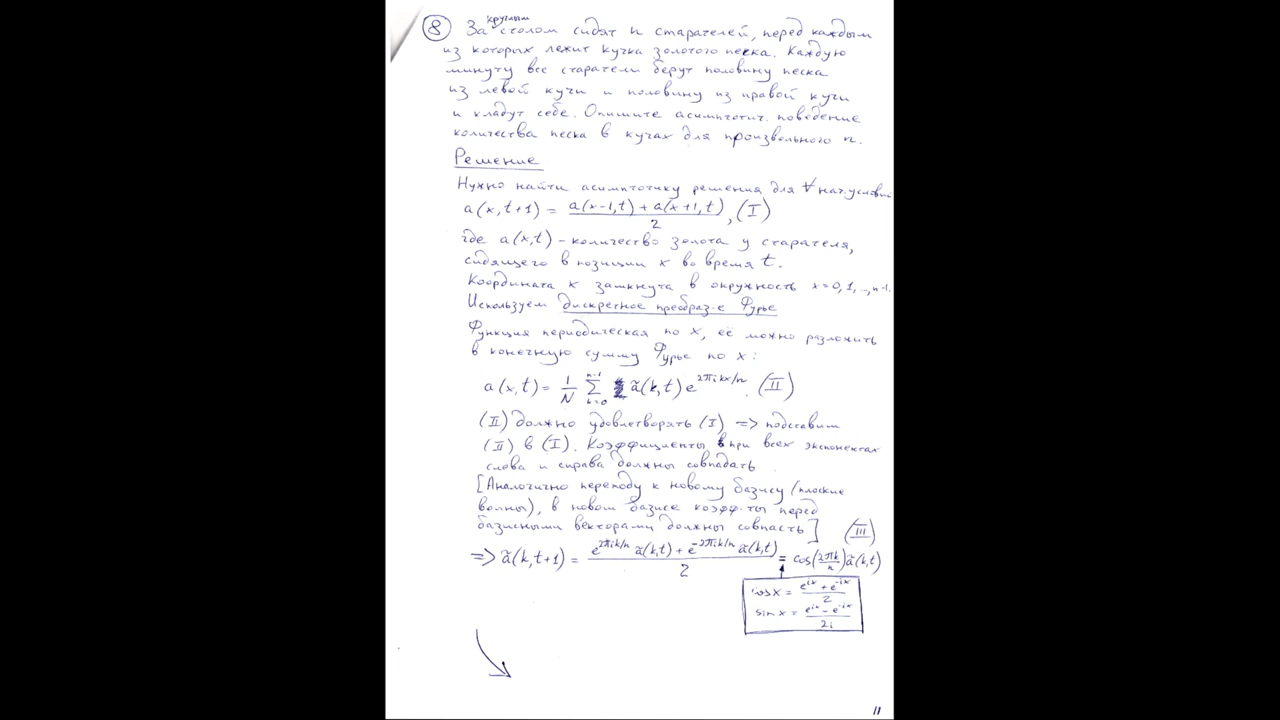 ⑧ За круглым столом сидят n старателей, перед каждым
из которых лежит кучка золотого песка. Каждую
минуту все старатели берут половину песка
из левой кучи и половину из правой кучи
и кладут себе. Опишите асимптотич. поведение
количества песка в кучах для произвольного n.
Решение
Нужно найти асимптотику решения для ∀ нач. условий
a(x,t+1) = (a(x-1,t) + a(x+1,t))/2, (I)
где a(x,t) - количество золота у старателя,
сидящего в позиции x во время t.
Координата x замкнута в окружность x=0,1,...,n-1.
Используем дискретное преобраз-е Фурье
Функция периодическая по x, её можно разложить
в конечную сумму Фурье по x:
a(x,t) = 1/N ∑_{k=0}^{n-1} ã(k,t) e^{2πikx/n}. (II)
(II) должно удовлетворять (I) => подставим
(II) в (I). Коэффициенты при всех экспонентах
слева и справа должны совпадать
[Аналогично переходу к новому базису (плоские
волны), в новом базисе коэфф-ты перед
базисными векторами должны совпасть] (III)
=> ã(k,t+1) = (e^{2πik/n} ã(k,t) + e^{-2πik/n} ã(k,t))/2 = cos(2πk/n) ã(k,t)
cos x = (e^{ix} + e^{-ix})/2
sin x = (e^{ix} - e^{-ix})/2i
11